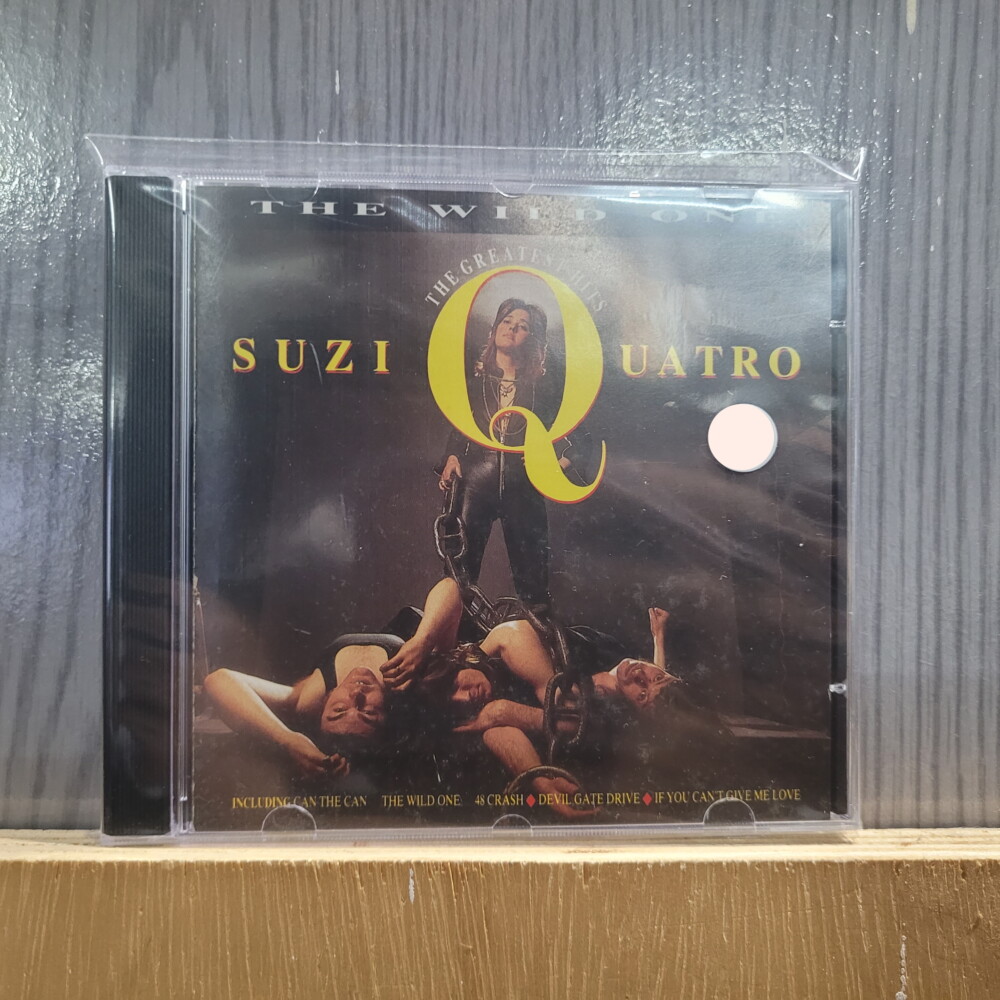 THE WILD ONE
THE GREATEST HITS
SUZI QUATRO
INCLUDING CAN THE CAN THE WILD ONE 48 CRASH ♦ DEVIL GATE DRIVE ♦ IF YOU CAN'T GIVE ME LOVE